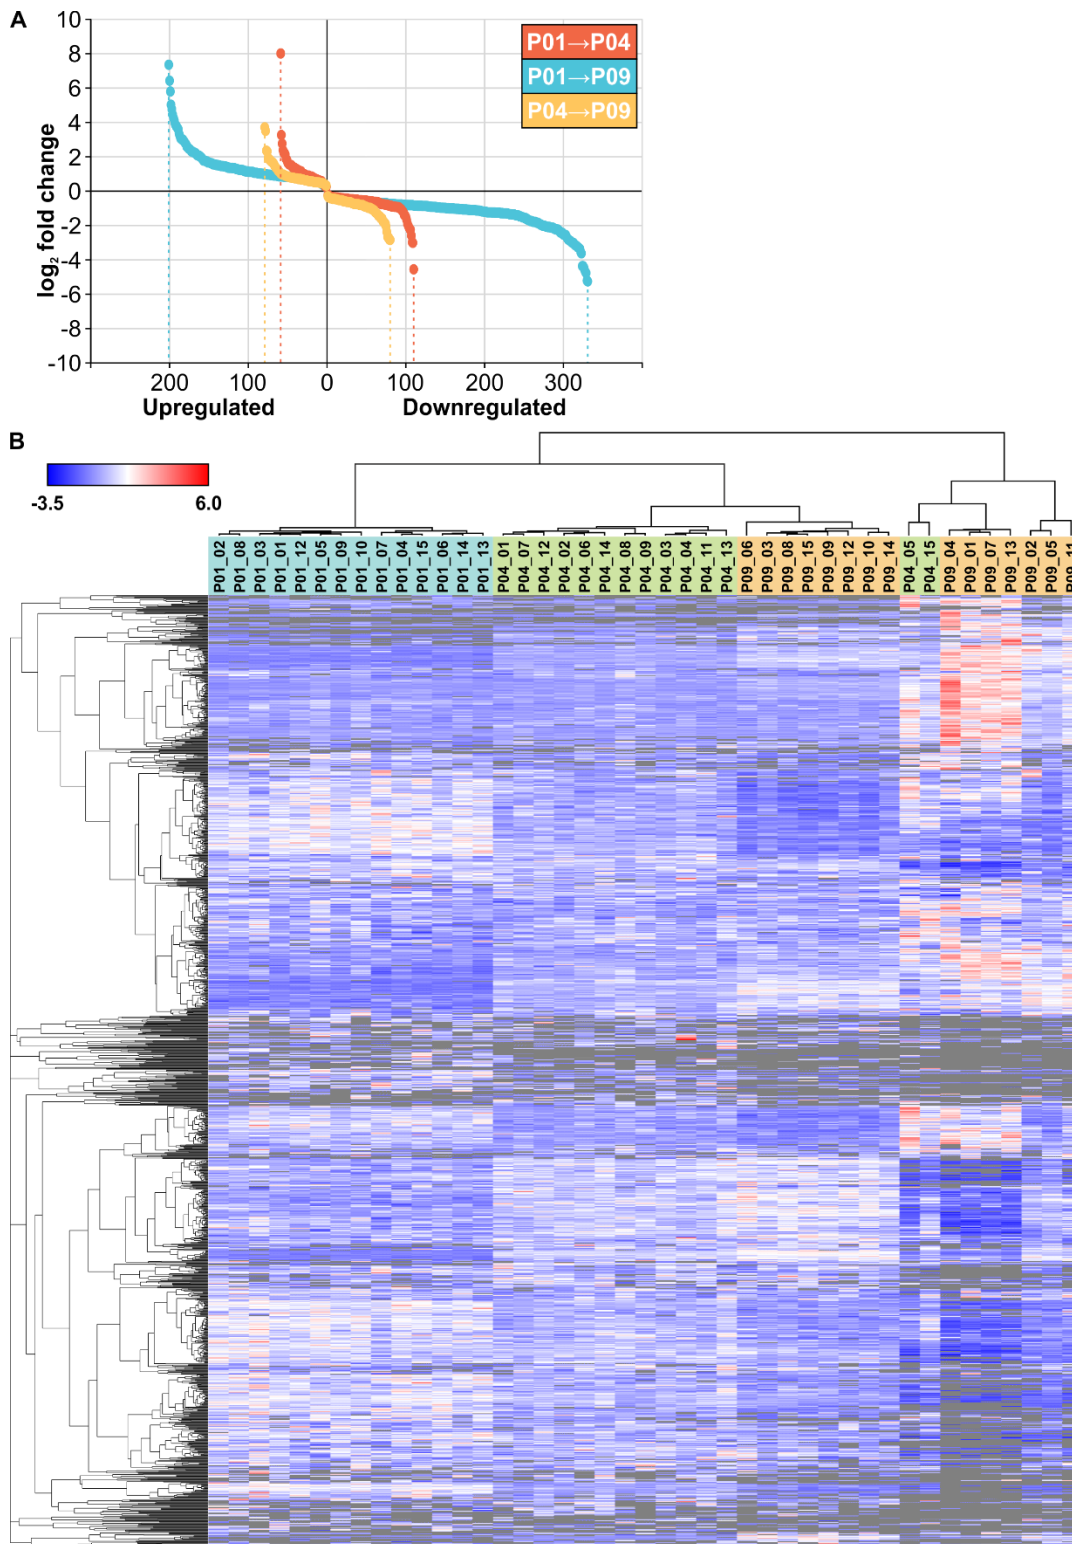 A
10
8
6
4
2
0
-2
-4
-6
-8
-10
log₂ fold change
P01→P04
P01→P09
P04→P09
200 100 0 100 200 300
Upregulated Downregulated
B
-3.5 6.0
P01_02
P01_08
P01_03
P01_11
P01_12
P01_05
P01_09
P01_10
P01_07
P01_04
P01_15
P01_06
P01_14
P01_13
P04_01
P04_07
P04_12
P04_02
P04_06
P04_14
P04_08
P04_09
P04_03
P04_04
P04_11
P04_13
P09_06
P09_03
P09_08
P09_15
P09_09
P09_12
P09_10
P09_14
P04_05
P04_15
P09_04
P09_01
P09_07
P09_13
P09_02
P09_05
P09_11